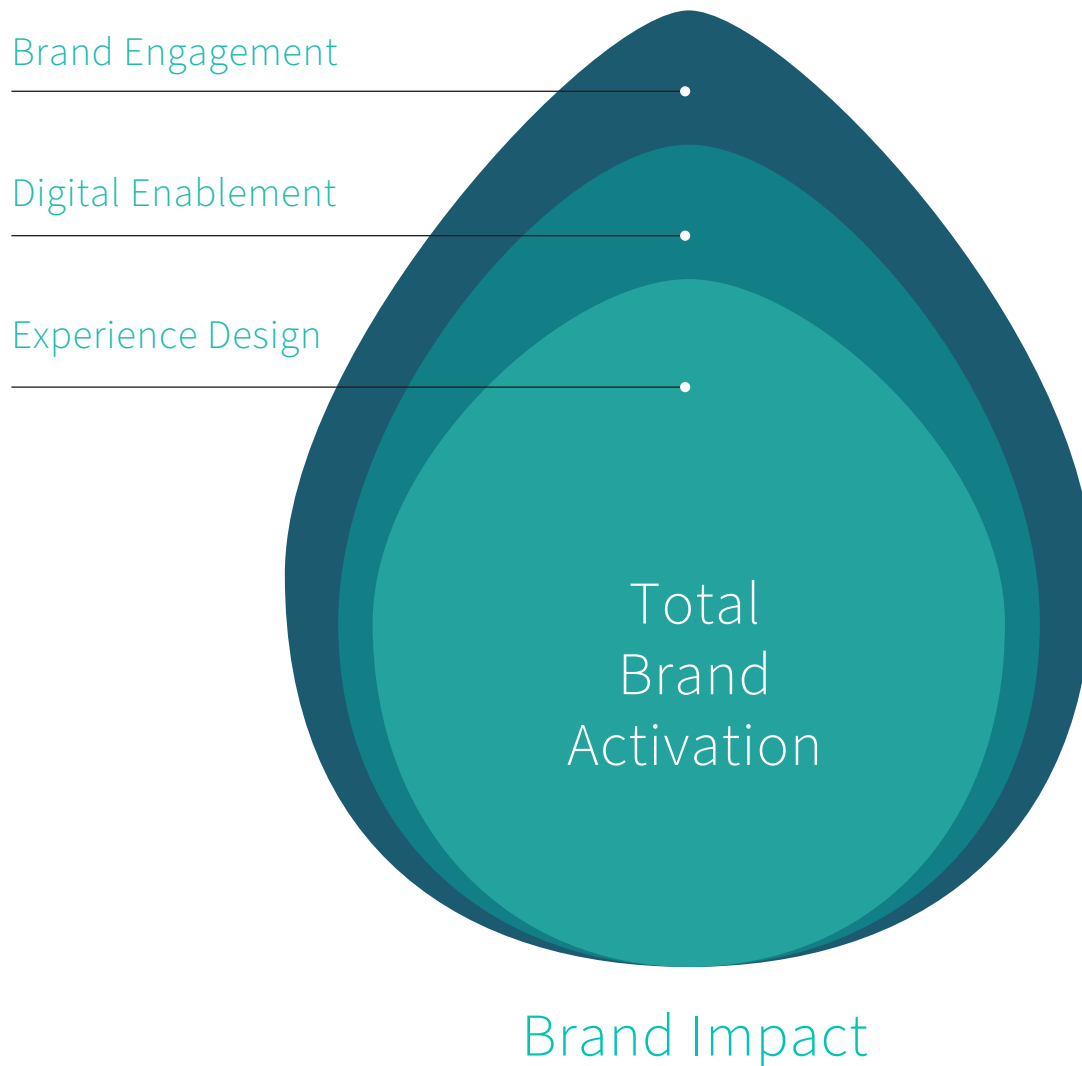 Brand Engagement
Digital Enablement
Experience Design
Total
Brand
Activation
Brand Impact